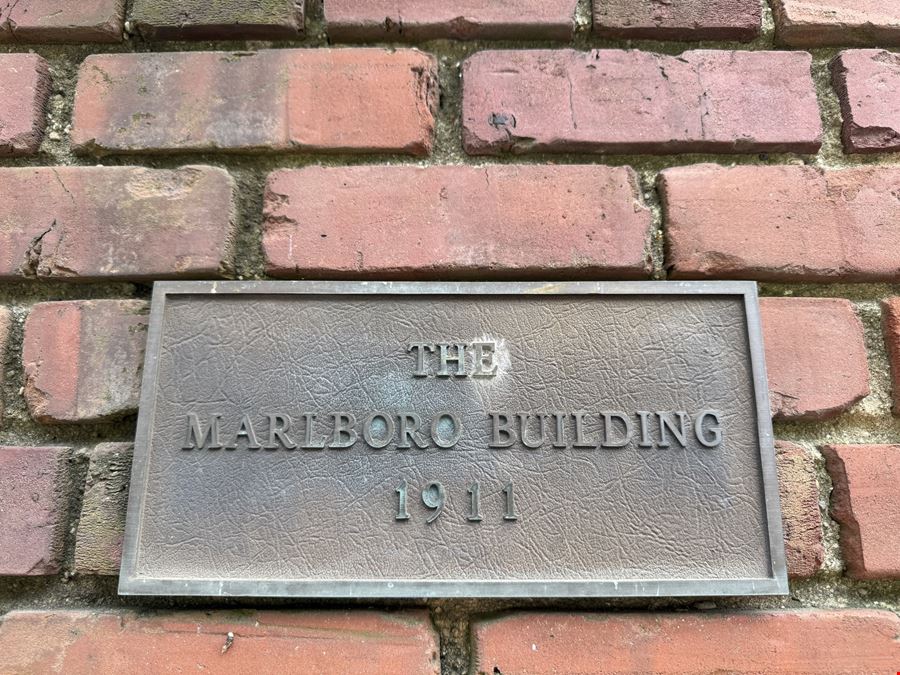 THE
MARLBORO BUILDING
1911